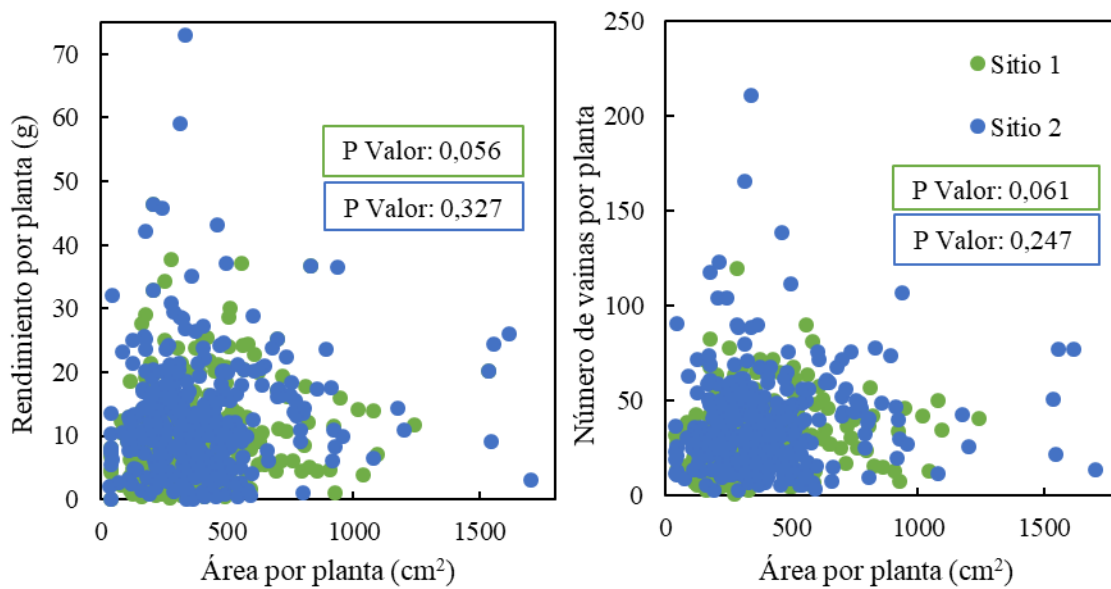 Rendimiento por planta (g)
70
60
50
40
30
20
10
0
P Valor: 0,056
P Valor: 0,327
0
500
1000
1500
Área por planta (cm²)
Número de vainas por planta
250
200
150
100
50
0
Sitio 1
Sitio 2
P Valor: 0,061
P Valor: 0,247
0
500
1000
1500
Área por planta (cm²)